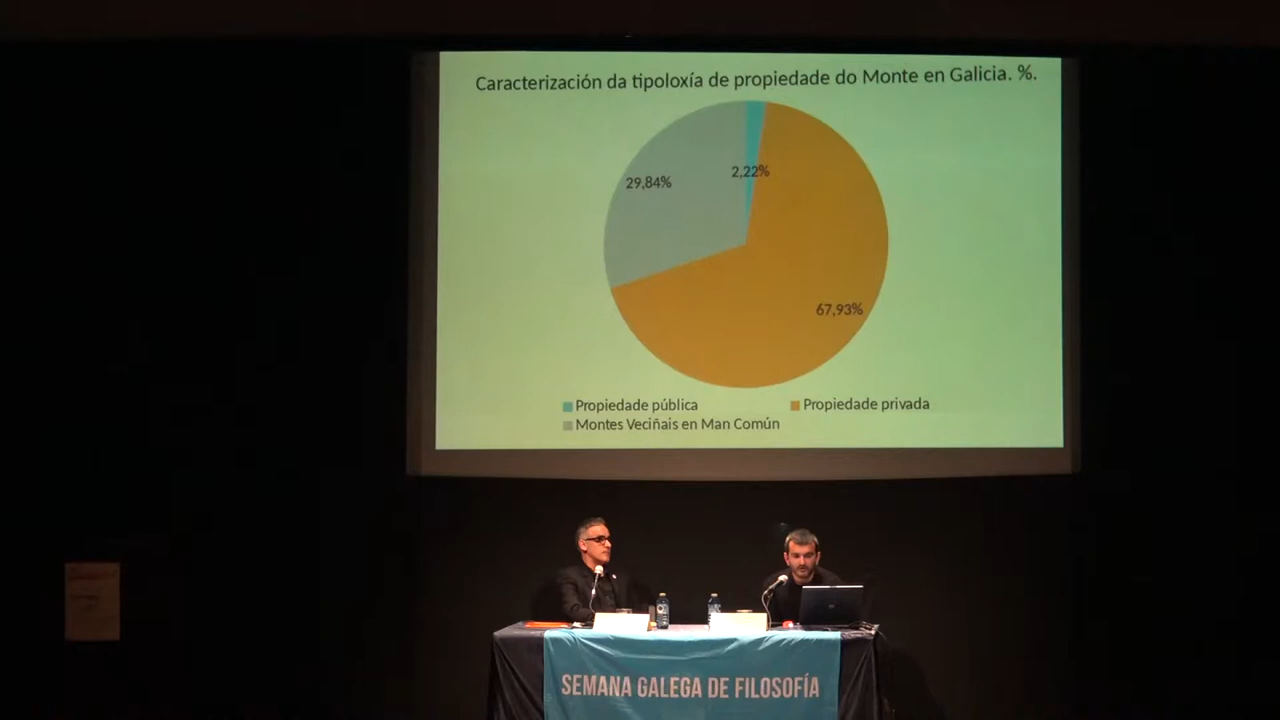 Caracterización da tipoloxía de propiedade do Monte en Galicia. %.
2,22%
29,84%
67,93%
Propiedade pública
Propiedade privada
Montes Veciñais en Man Común
SEMANA GALEGA DE FILOSOFÍA